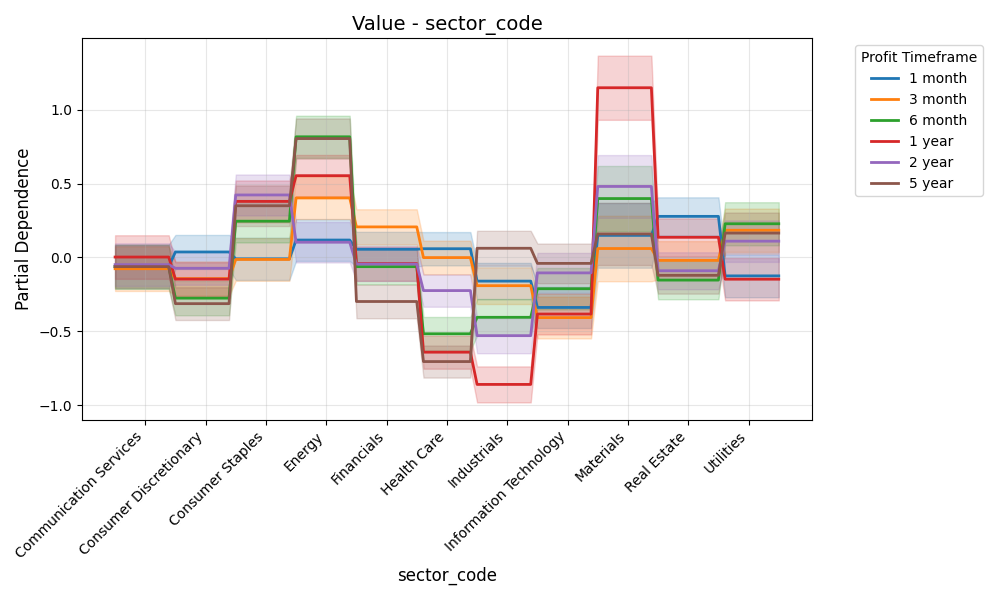 Value - sector_code
Partial Dependence
1.0
0.5
0.0
−0.5
−1.0
Communication Services
Consumer Discretionary
Consumer Staples
Energy
Financials
Health Care
Industrials
Information Technology
Materials
Real Estate
Utilities
sector_code
Profit Timeframe
1 month
3 month
6 month
1 year
2 year
5 year